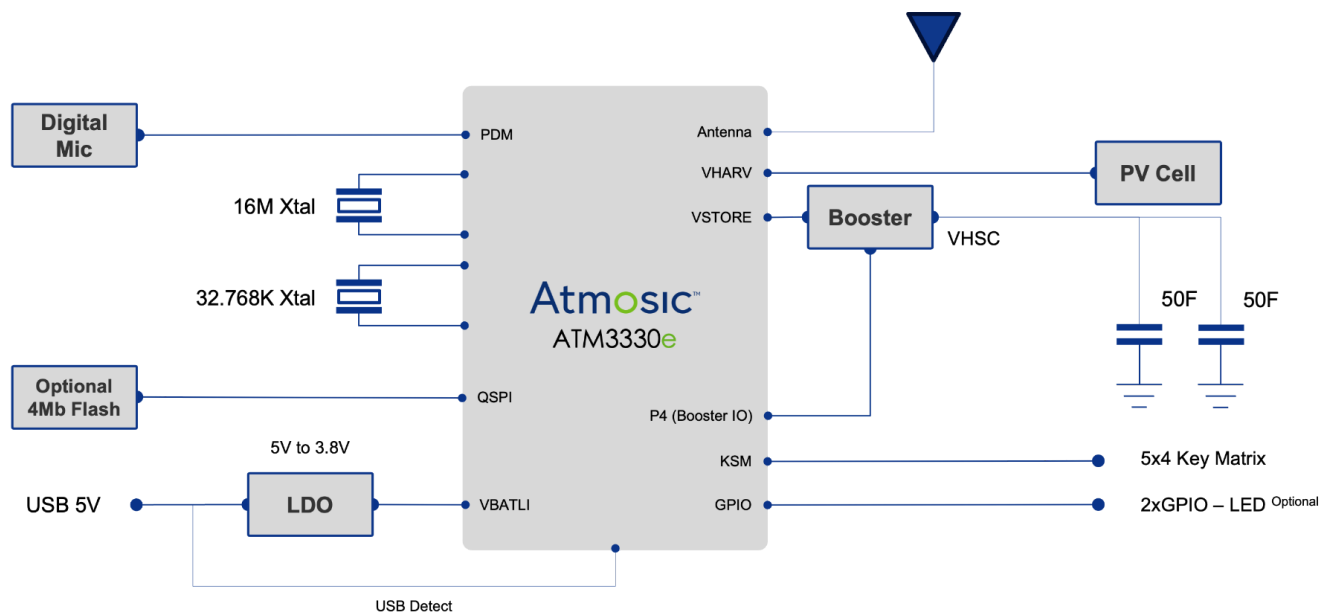 Digital
Mic
PDM
16M Xtal
32.768K Xtal
Optional
4Mb Flash
QSPI
5V to 3.8V
USB 5V
LDO
VBATLI
USB Detect
Atmosic™
ATM3330e
Antenna
VHARV
PV Cell
VSTORE
Booster
VHSC
50F
50F
P4 (Booster IO)
KSM
5x4 Key Matrix
GPIO
2xGPIO – LED Optional